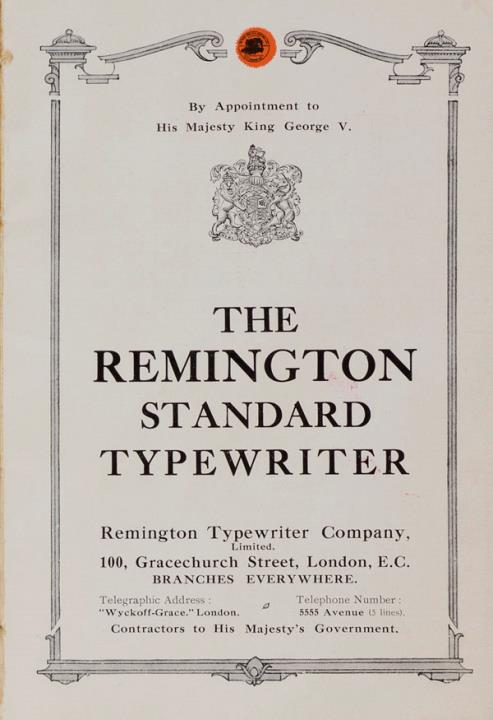 By Appointment to
His Majesty King George V.
THE
REMINGTON
STANDARD
TYPEWRITER
Remington Typewriter Company,
Limited.
100, Gracechurch Street, London, E.C.
BRANCHES EVERYWHERE.
Telegraphic Address :
"Wyckoff-Grace." London.
Telephone Number :
5555 Avenue (5 lines).
Contractors to His Majesty's Government.